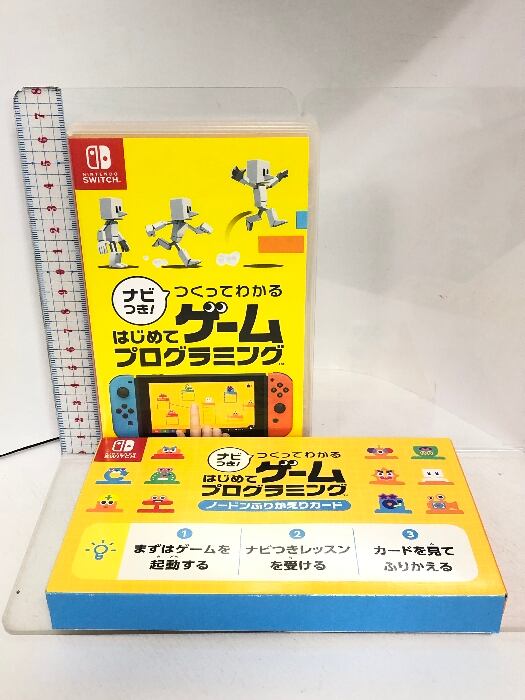 NINTENDO
SWITCH™
ナビ
つき!
つくってわかる
はじめて
ゲーム
プログラミング
ナビ
つき!
つくってわかる
はじめて
ゲーム
プログラミング
ノードンふりかえりカード
1
まずはゲームを
起動する
2
ナビつきレッスン
を受ける
3
カードを見て
ふりかえる